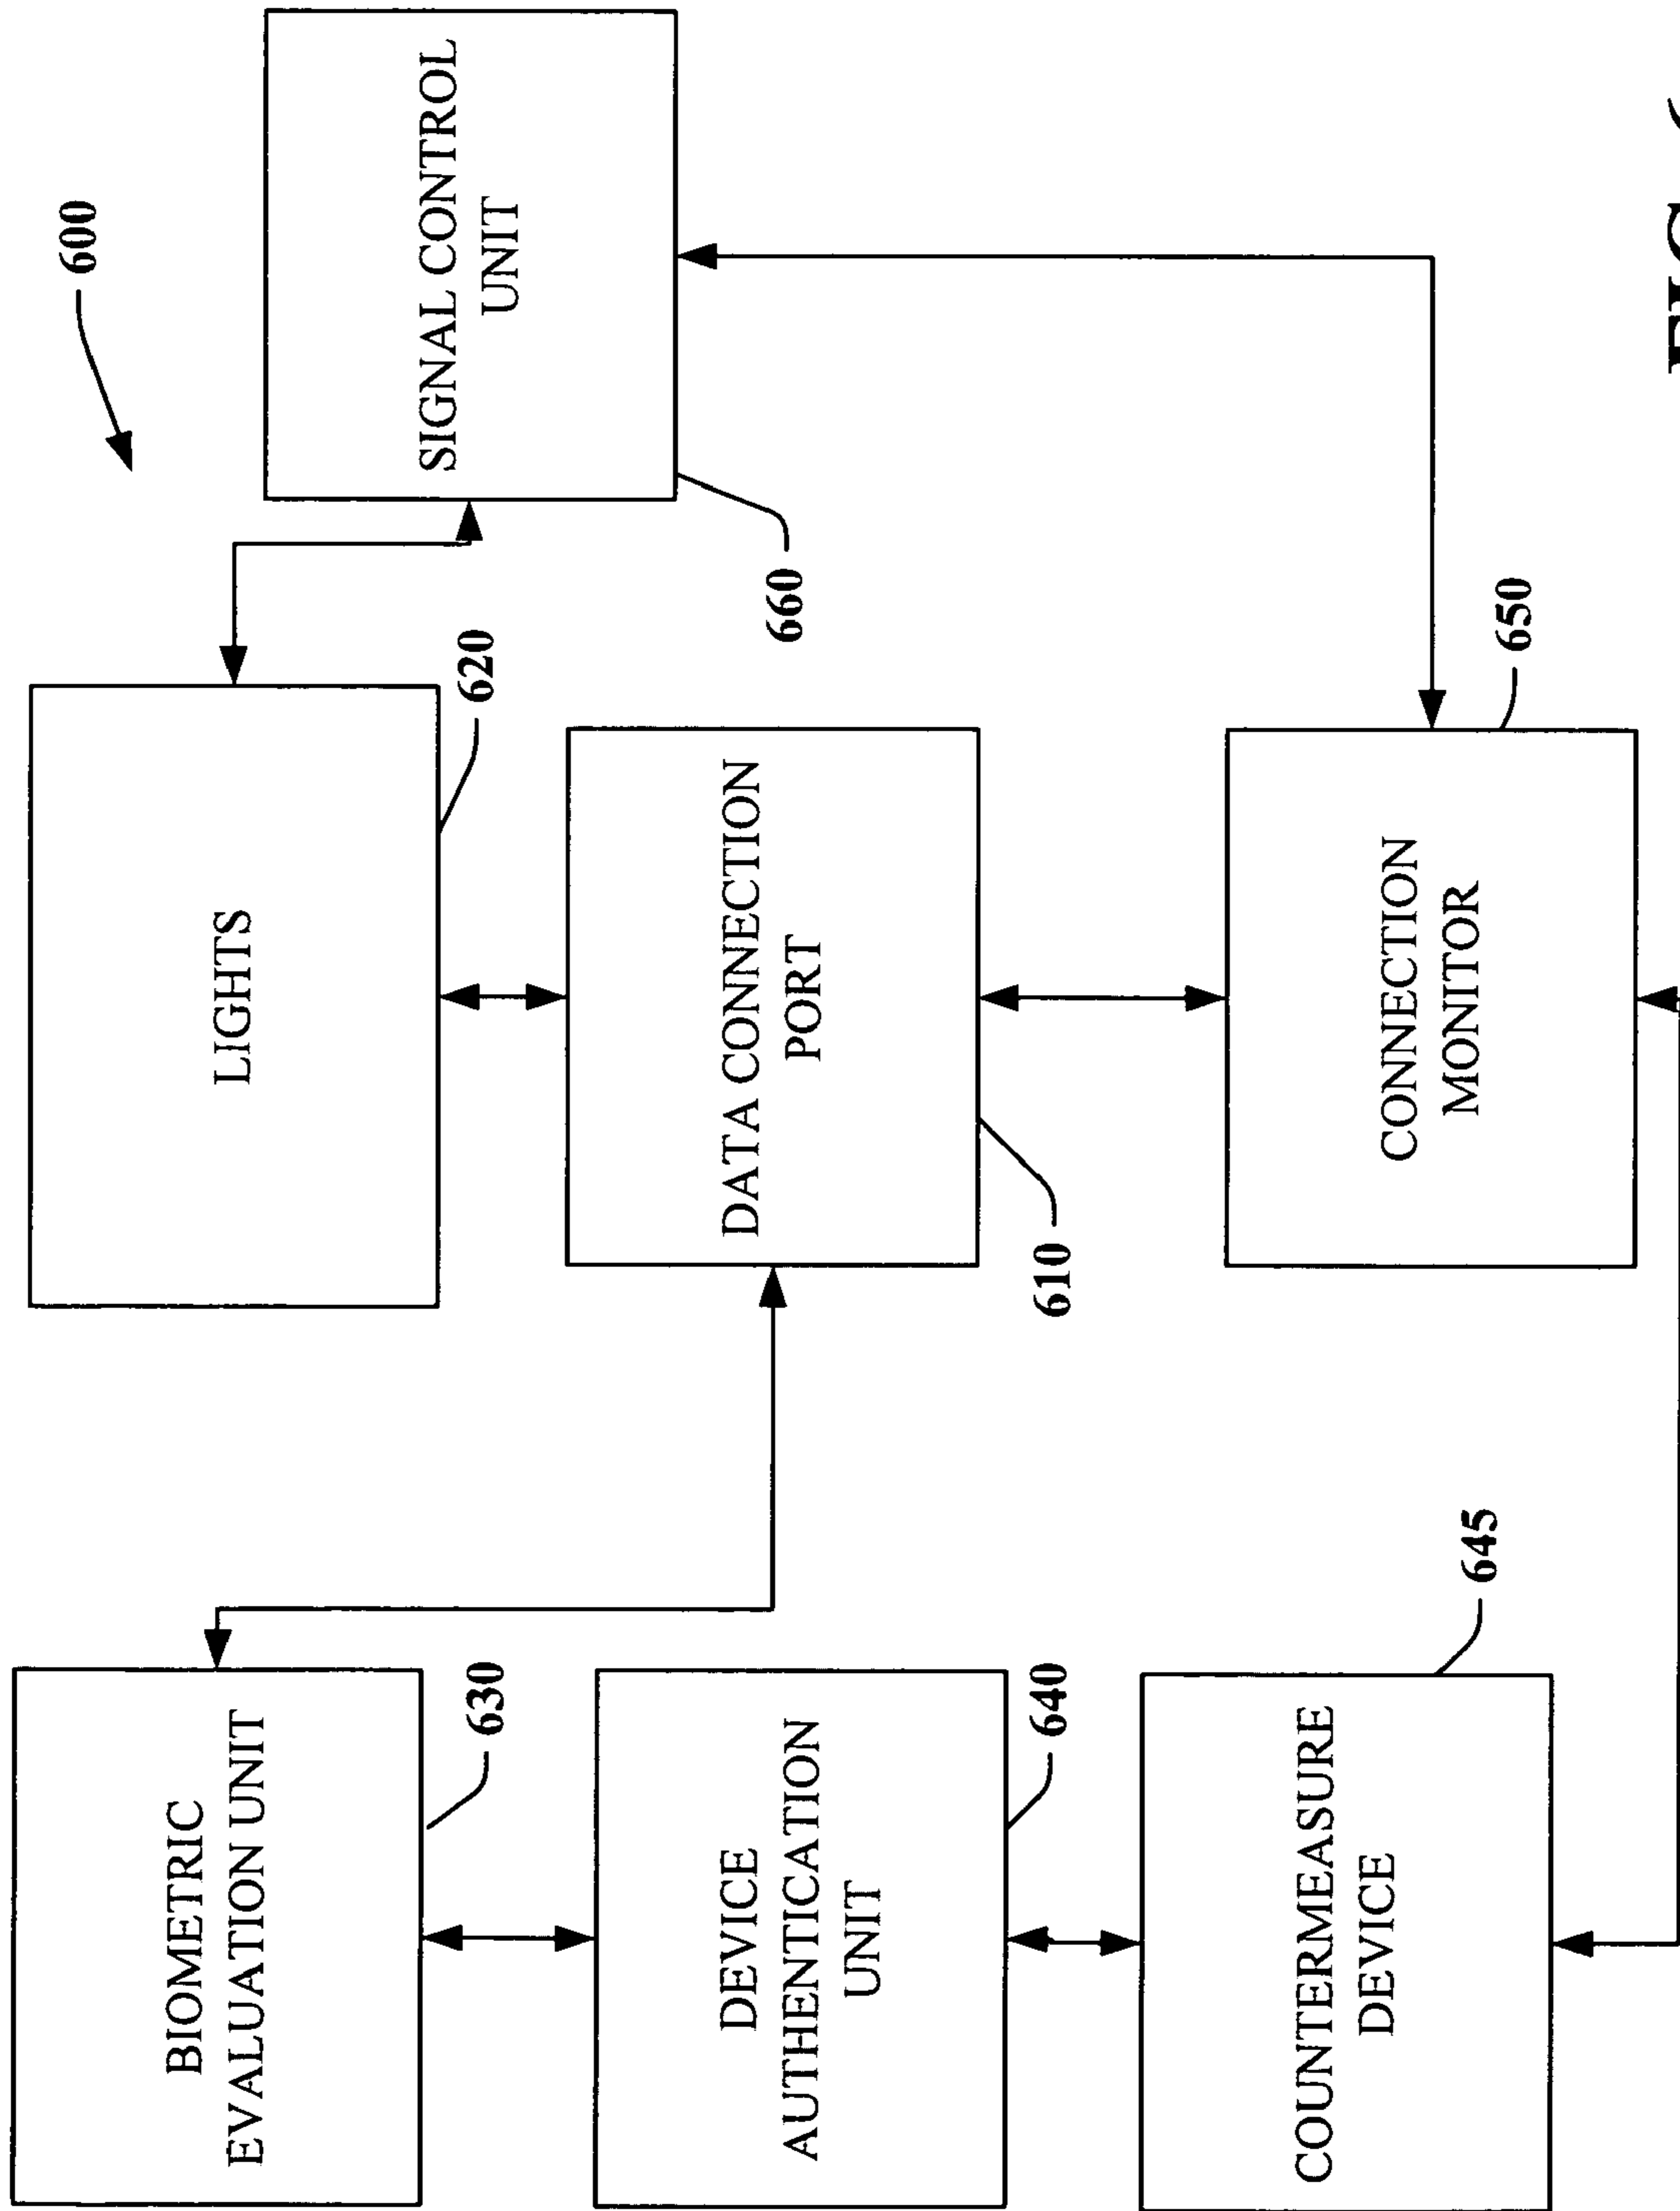 600
BIOMETRIC
EVALUATION UNIT
630
LIGHTS
620
SIGNAL CONTROL
UNIT
660
DEVICE
AUTHENTICATION
UNIT
640
DATA CONNECTION
PORT
610
COUNTERMEASURE
DEVICE
645
CONNECTION
MONITOR
650